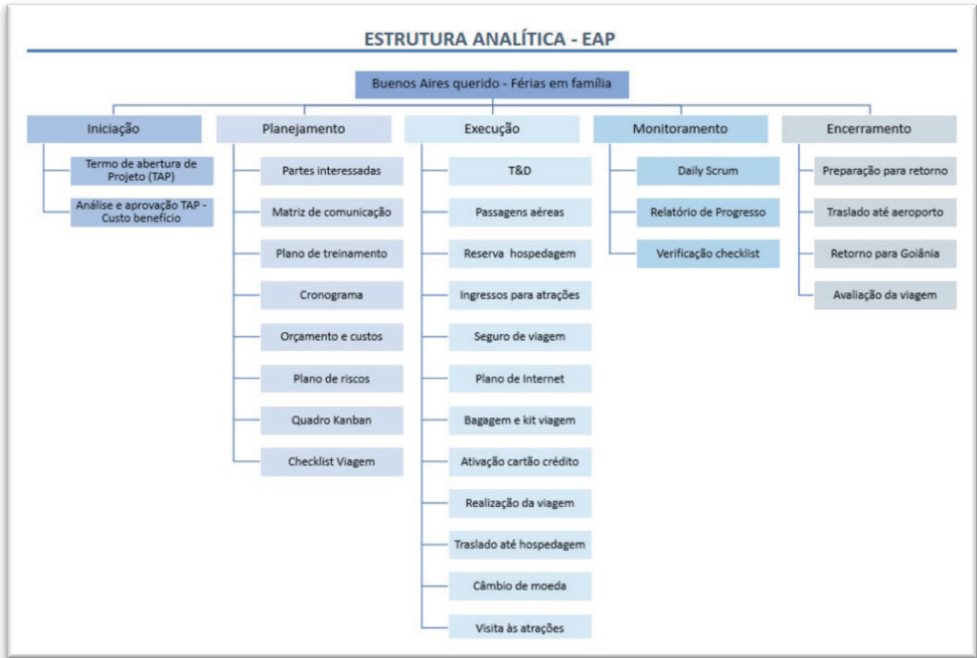 ESTRUTURA ANALÍTICA - EAP
Buenos Aires querido - Férias em família
Iniciação
Termo de abertura de
Projeto (TAP)
Análise e aprovação TAP -
Custo benefício
Planejamento
Partes interessadas
Matriz de comunicação
Plano de treinamento
Cronograma
Orçamento e custos
Plano de riscos
Quadro Kanban
Checklist Viagem
Execução
T&D
Passagens aéreas
Reserva hospedagem
Ingressos para atrações
Seguro de viagem
Plano de Internet
Bagagem e kit viagem
Ativação cartão crédito
Realização da viagem
Traslado até hospedagem
Câmbio de moeda
Visita às atrações
Monitoramento
Daily Scrum
Relatório de Progresso
Verificação checklist
Encerramento
Preparação para retorno
Traslado até aeroporto
Retorno para Goiânia
Avaliação da viagem